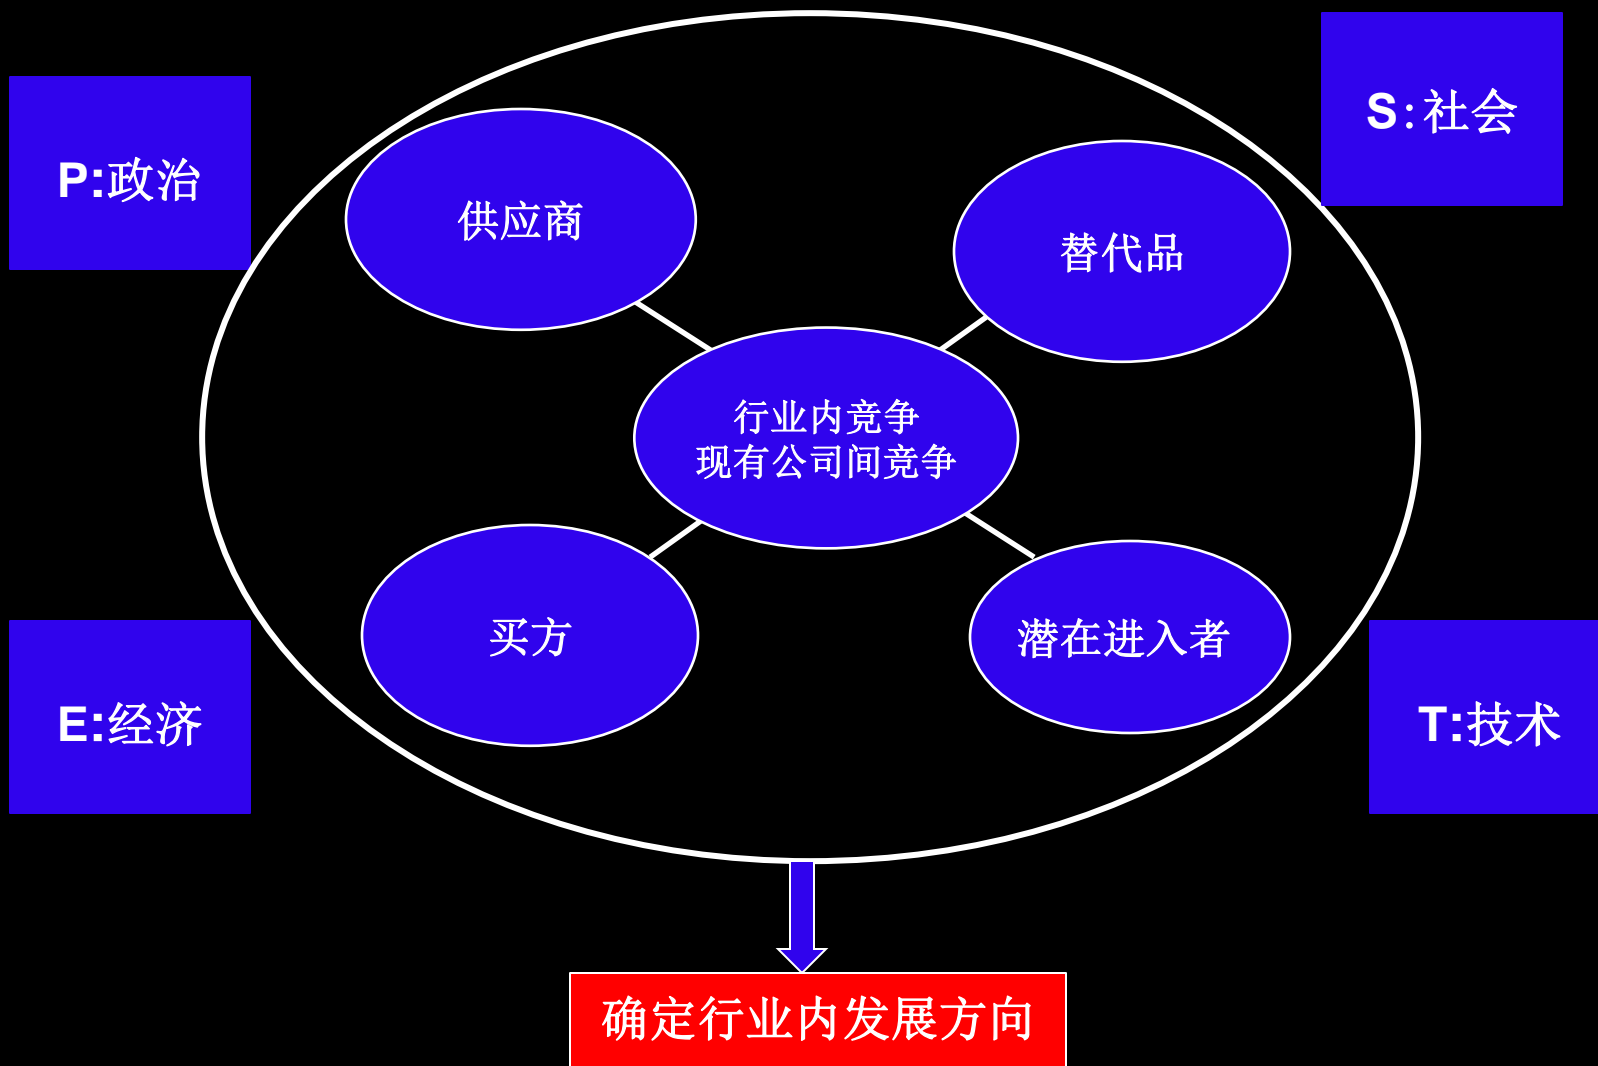 S:社会
P:政治
供应商
替代品
行业内竞争
现有公司间竞争
买方
潜在进入者
E:经济
T:技术
确定行业内发展方向